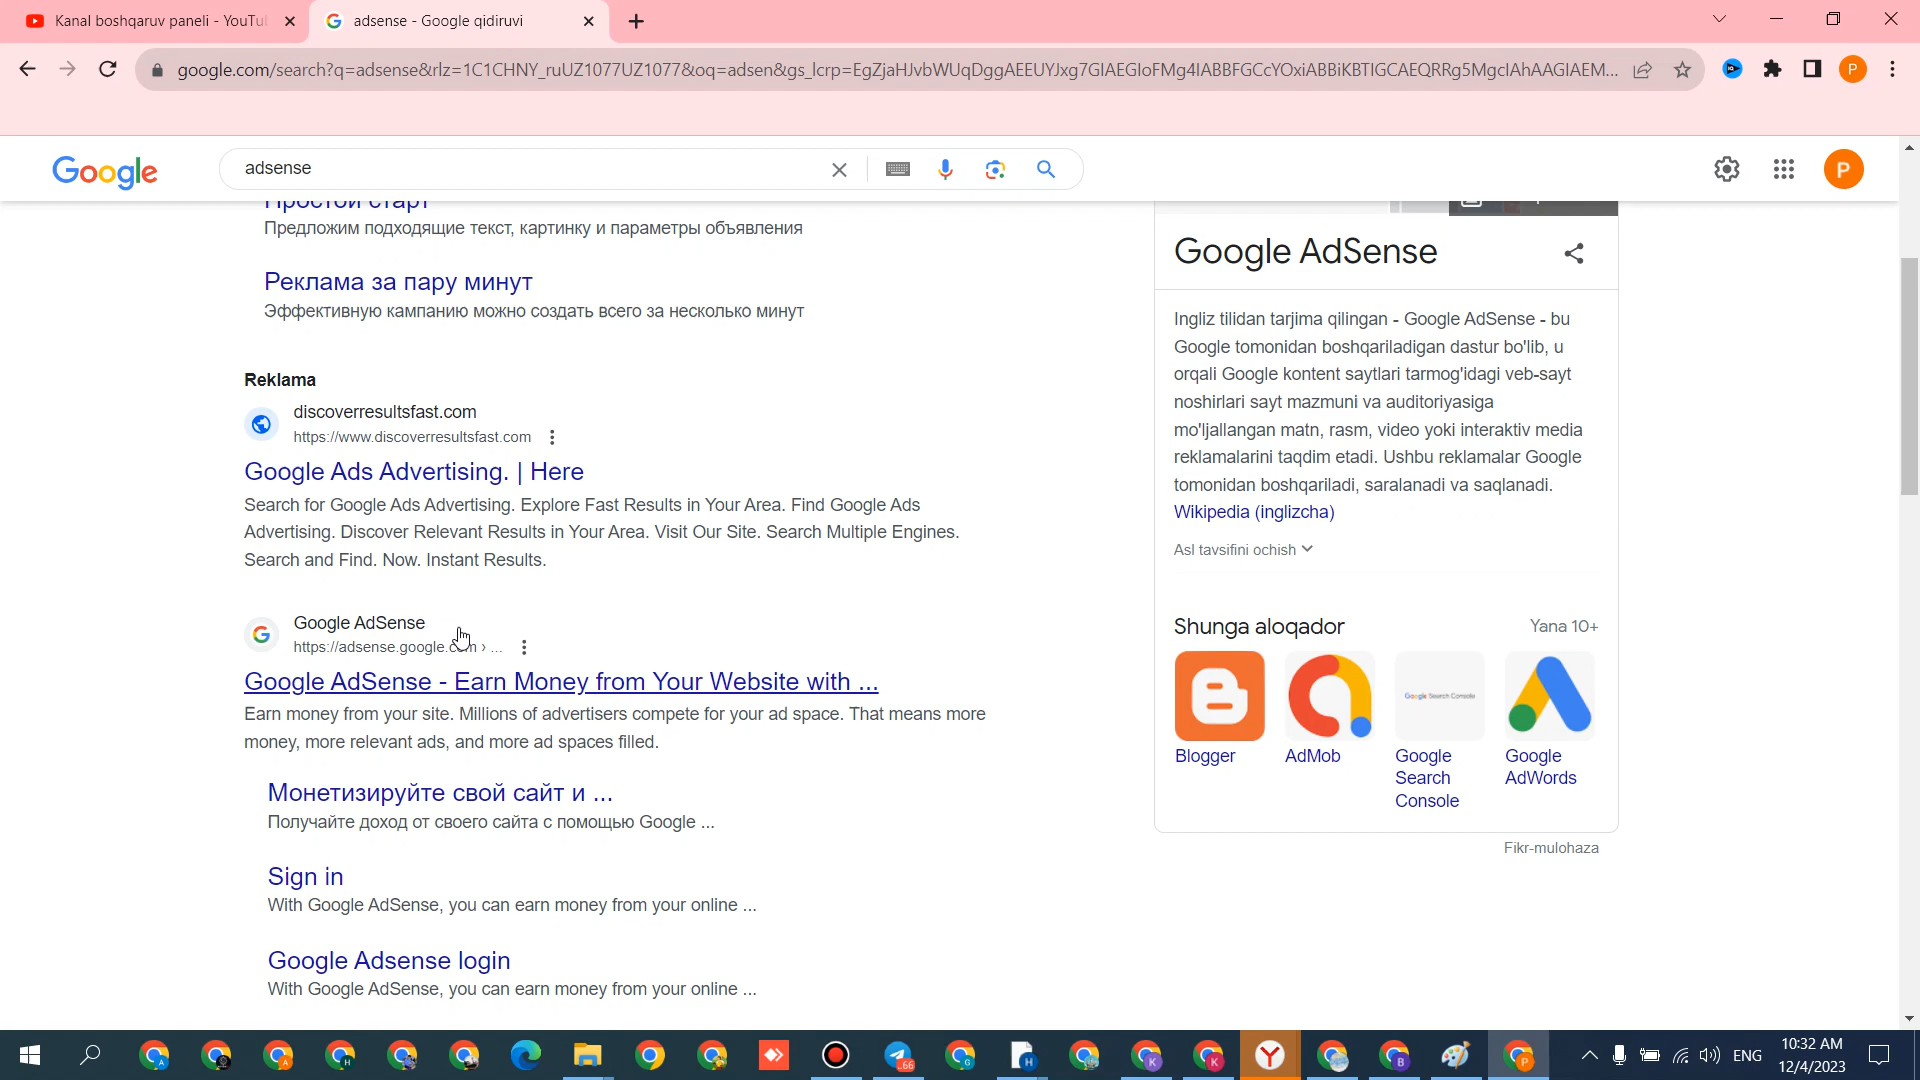 Kanal boshqaruv paneli - YouTu
adsense - Google qidiruvi
google.com/search?q=adsense&rlz=1C1CHNY_ruUZ1077UZ1077&oq=adsen&gs_lcrp=EgZjaHJvbWUqDggAEEUYJxg7GIAEGIoFMg4IABBFGCcYOxiABBiKBTIGCAEQRRg5MgcIAhAAGIAEM...
P
Google
adsense
P
Простой старт
Предложим подходящие текст, картинку и параметры объявления
Реклама за пару минут
Эффективную кампанию можно создать всего за несколько минут
Reklama
discoverresultsfast.com
https://www.discoverresultsfast.com
Google Ads Advertising. | Here
Search for Google Ads Advertising. Explore Fast Results in Your Area. Find Google Ads
Advertising. Discover Relevant Results in Your Area. Visit Our Site. Search Multiple Engines.
Search and Find. Now. Instant Results.
Google AdSense
https://adsense.google.com › ...
Google AdSense - Earn Money from Your Website with ...
Earn money from your site. Millions of advertisers compete for your ad space. That means more
money, more relevant ads, and more ad spaces filled.
Монетизируйте свой сайт и ...
Получайте доход от своего сайта с помощью Google ...
Sign in
With Google AdSense, you can earn money from your online ...
Google Adsense login
With Google AdSense, you can earn money from your online ...
Google AdSense
Ingliz tilidan tarjima qilingan - Google AdSense - bu
Google tomonidan boshqariladigan dastur bo'lib, u
orqali Google kontent saytlari tarmog'idagi veb-sayt
noshirlari sayt mazmuni va auditoriyasiga
mo'ljallangan matn, rasm, video yoki interaktiv media
reklamalarini taqdim etadi. Ushbu reklamalar Google
tomonidan boshqariladi, saralanadi va saqlanadi.
Wikipedia (inglizcha)
Asl tavsifini ochish
Shunga aloqador
Yana 10+
Google Search Console
Blogger
AdMob
Google
Search
Console
Google
AdWords
Fikr-mulohaza
ENG
10:32 AM
12/4/2023